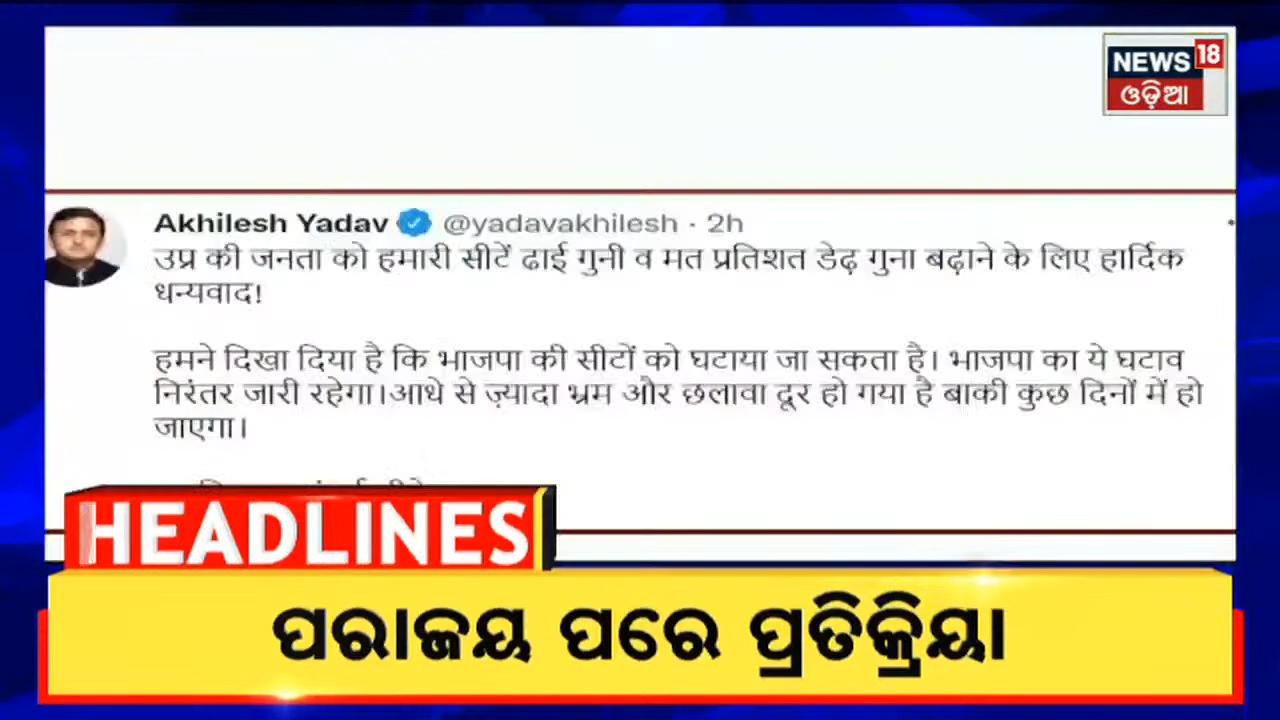 NEWS 18
ଓଡ଼ିଆ
Akhilesh Yadav @yadavakhilesh · 2h
उप्र की जनता को हमारी सीटें ढाई गुनी व मत प्रतिशत डेढ़ गुना बढ़ाने के लिए हार्दिक
धन्यवाद!
हमने दिखा दिया है कि भाजपा की सीटों को घटाया जा सकता है। भाजपा का ये घटाव
निरंतर जारी रहेगा।आधे से ज़्यादा भ्रम और छलावा दूर हो गया है बाकी कुछ दिनों में हो
जाएगा।
HEADLINES
ପରାଜୟ ପରେ ପ୍ରତିକ୍ରିୟା